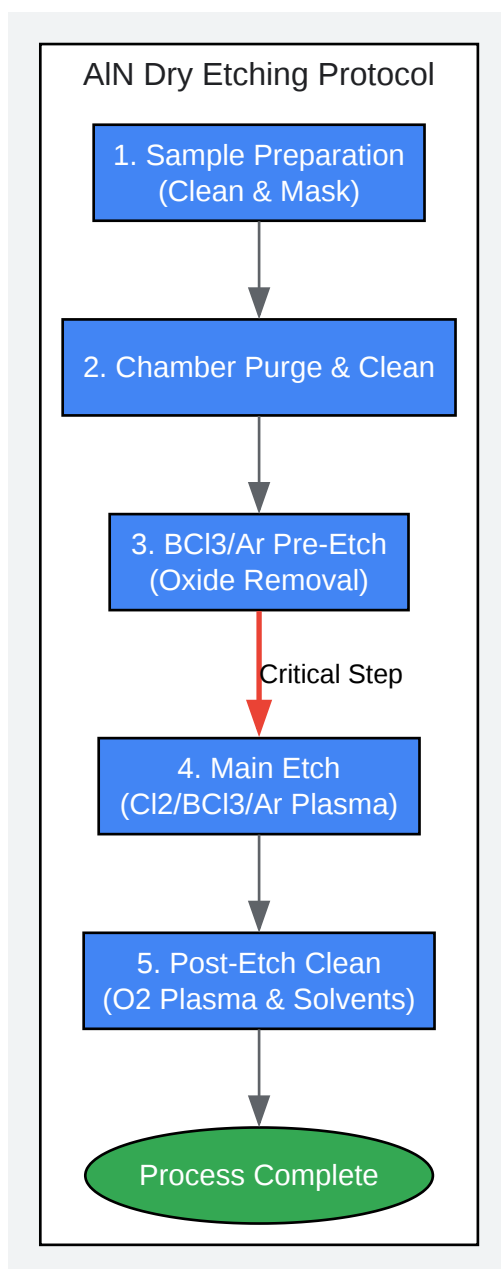 AlN Dry Etching Protocol
1. Sample Preparation
(Clean & Mask)
2. Chamber Purge & Clean
3. BCl3/Ar Pre-Etch
(Oxide Removal)
Critical Step
4. Main Etch
(Cl2/BCl3/Ar Plasma)
5. Post-Etch Clean
(O2 Plasma & Solvents)
Process Complete